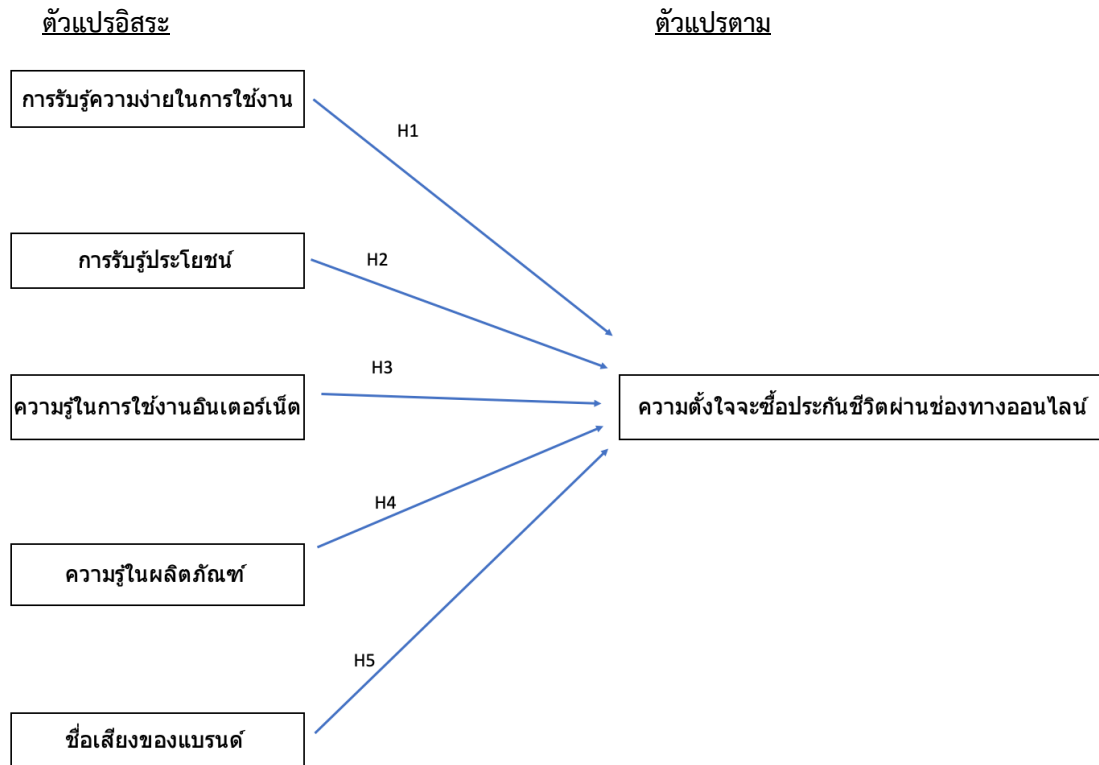 ตัวแปรอิสระ
ตัวแปรตาม
การรับรู้ความง่ายในการใช้งาน
H1
การรับรู้ประโยชน์
H2
ความรู้ในการใช้งานอินเตอร์เน็ต
H3
ความตั้งใจจะซื้อประกันชีวิตผ่านช่องทางออนไลน์
H4
ความรู้ในผลิตภัณฑ์
H5
ชื่อเสียงของแบรนด์